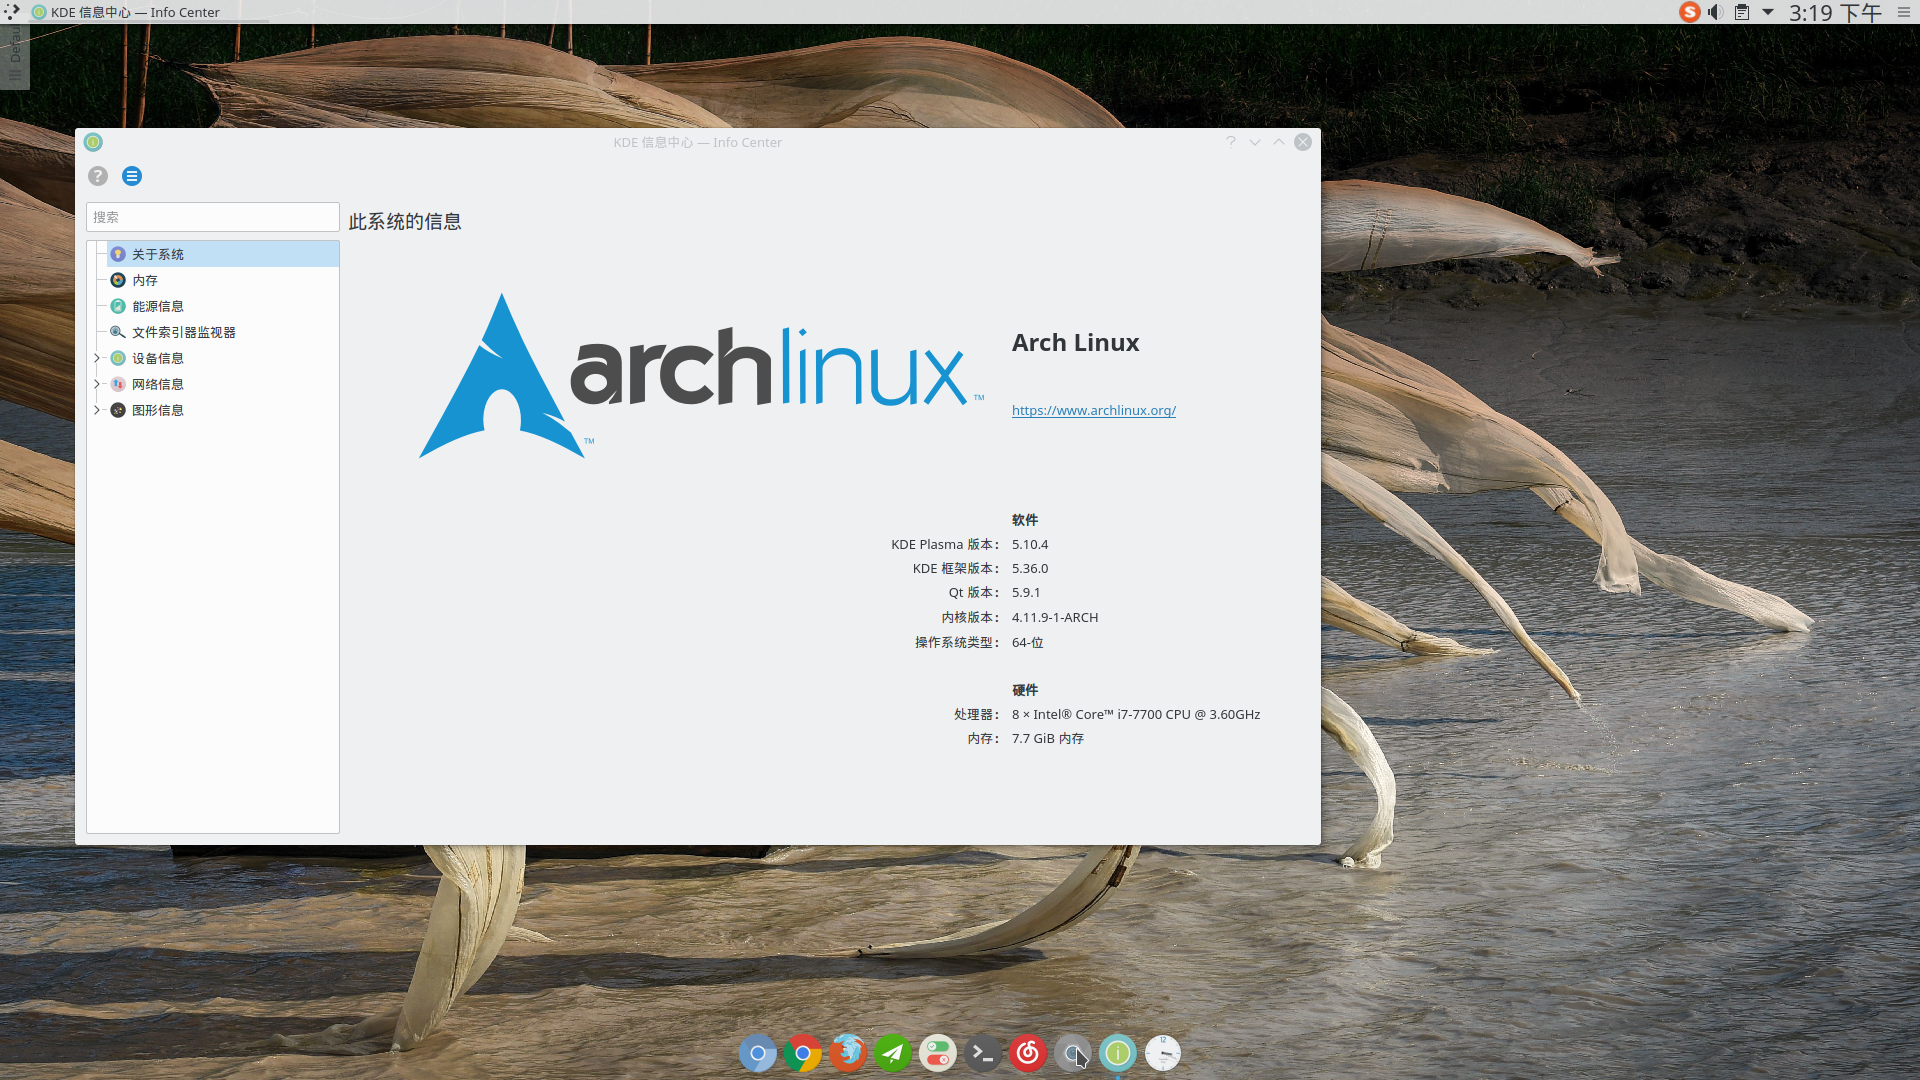 KDE 信息中心 — Info Center
3:19 下午
KDE 信息中心 — Info Center
搜索
此系统的信息
关于系统
内存
能源信息
文件索引器监视器
设备信息
网络信息
图形信息
archlinux™
™
Arch Linux
https://www.archlinux.org/
软件
KDE Plasma 版本: 5.10.4
KDE 框架版本: 5.36.0
Qt 版本: 5.9.1
内核版本: 4.11.9-1-ARCH
操作系统类型: 64-位
硬件
处理器: 8 × Intel® Core™ i7-7700 CPU @ 3.60GHz
内存: 7.7 GiB 内存
12